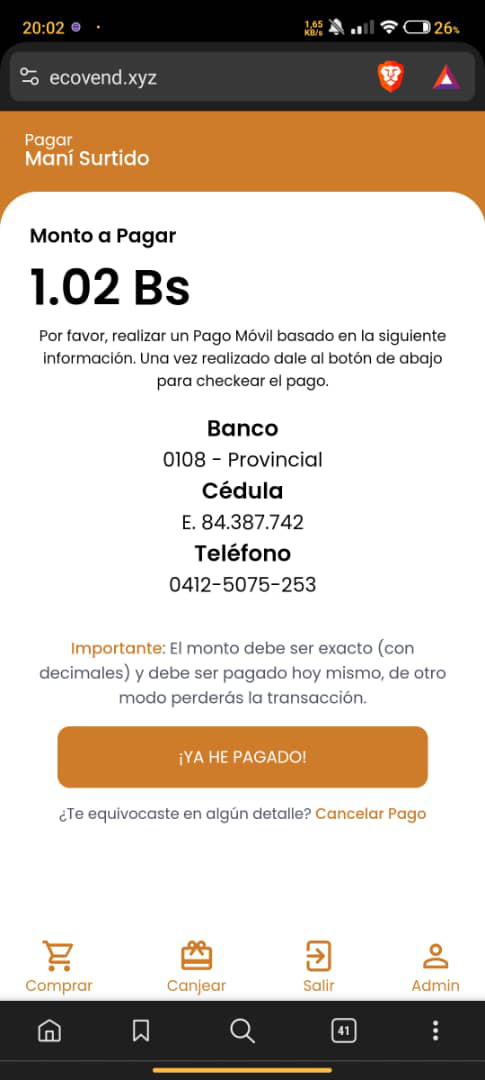 20:02
1,65
KB/s
26%
ecovend.xyz
Pagar
Maní Surtido
Monto a Pagar
1.02 Bs
Por favor, realizar un Pago Móvil basado en la siguiente
información. Una vez realizado dale al botón de abajo
para checkear el pago.
Banco
0108 - Provincial
Cédula
E. 84.387.742
Teléfono
0412-5075-253
Importante: El monto debe ser exacto (con
decimales) y debe ser pagado hoy mismo, de otro
modo perderás la transacción.
¡YA HE PAGADO!
¿Te equivocaste en algún detalle? Cancelar Pago
Comprar Canjear Salir Admin
41